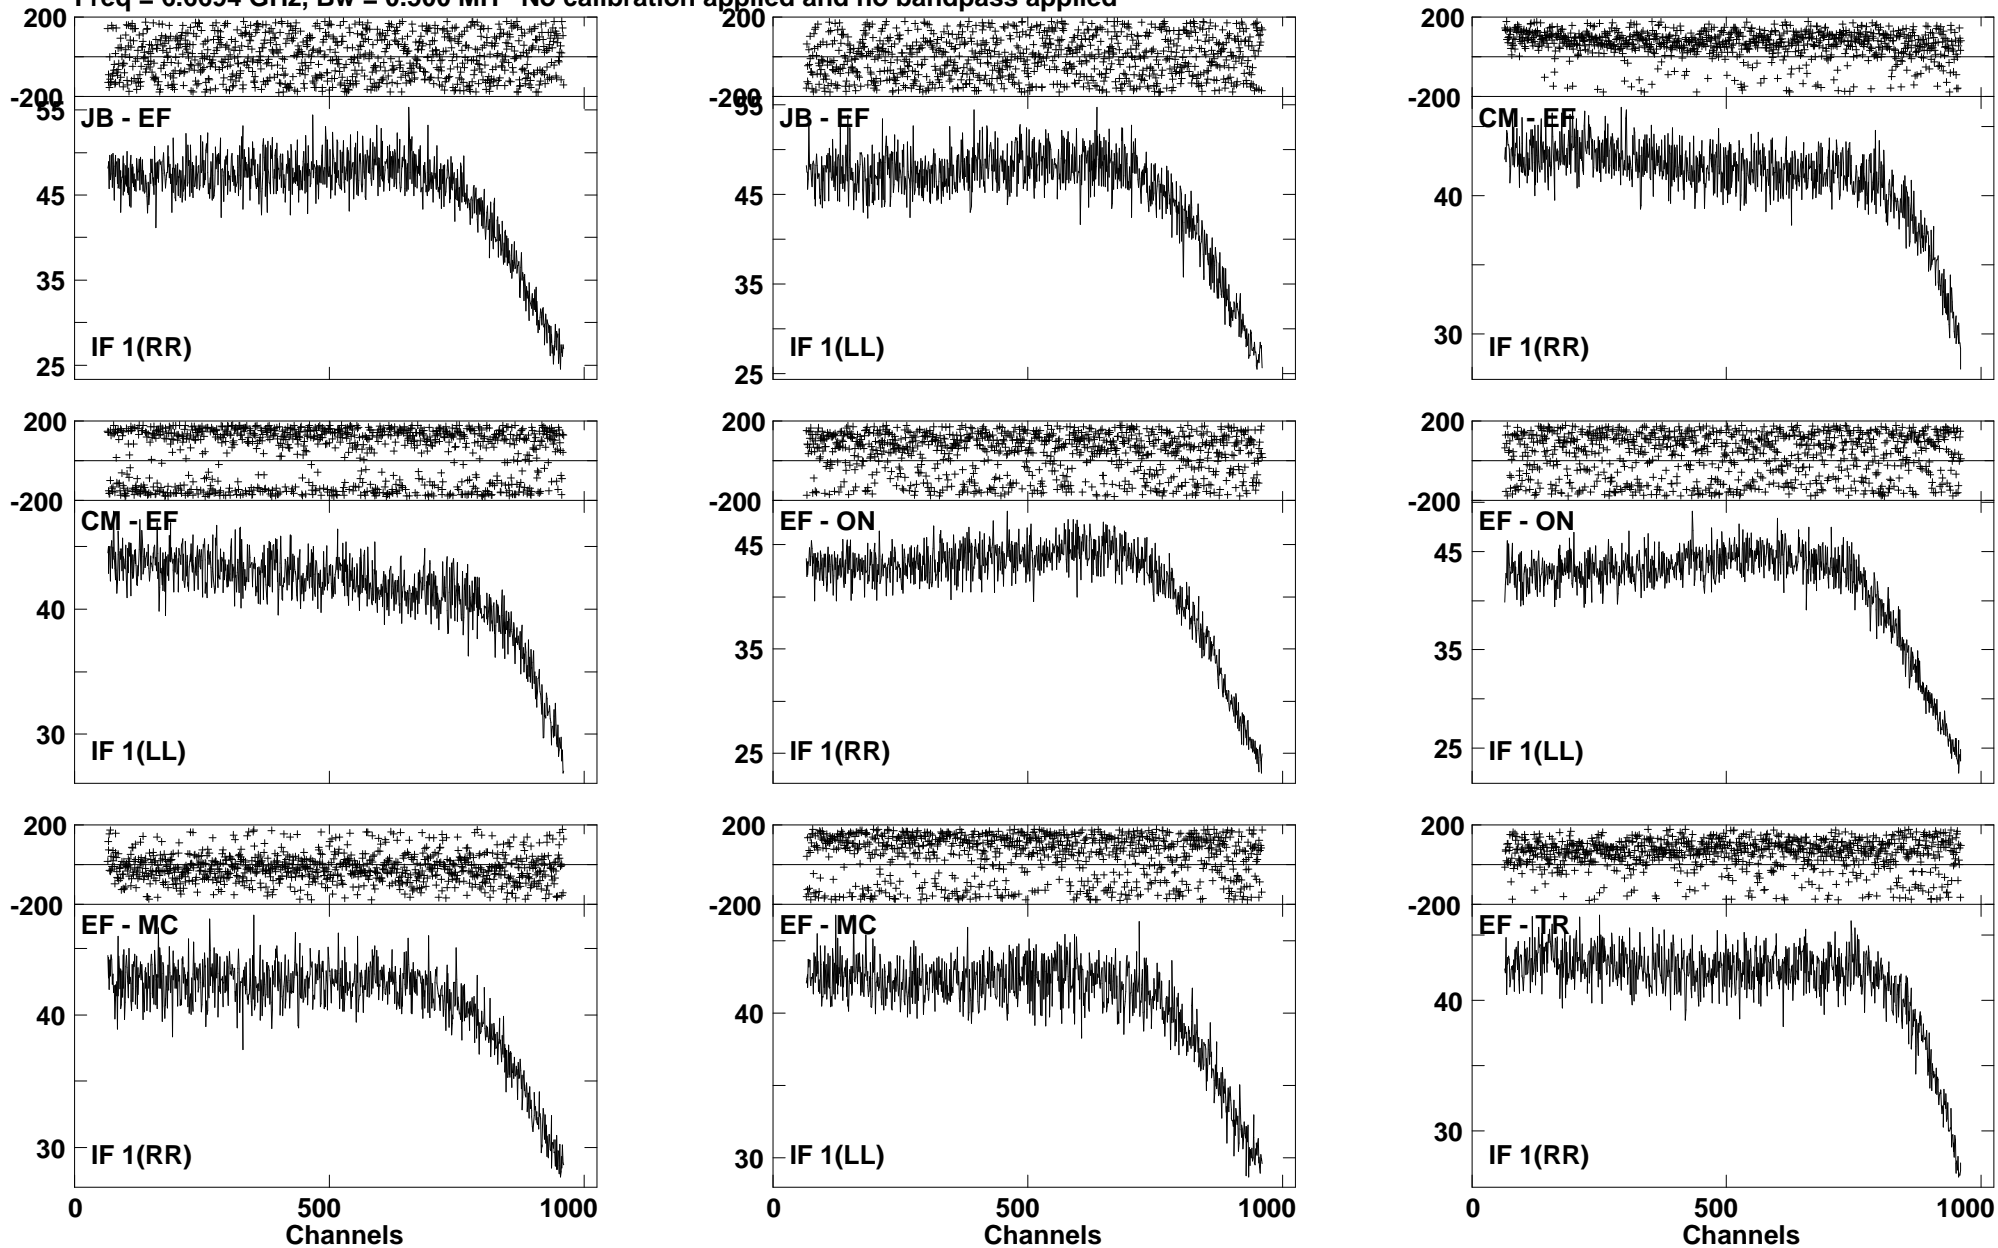 No calibration applied and no bandpass applied
200 200 200
-200 -200 -200
55 55
JB - EF JB - EF CM - EF
45 45 40
35 35
IF 1(RR) IF 1(LL) IF 1(RR)
30
25 25
200 200 200
-200 -200 -200
CM - EF EF - ON EF - ON
45 45
40
35 35
30
IF 1(LL) IF 1(RR) IF 1(LL)
25 25
200 200 200
-200 -200 -200
EF - MC EF - MC EF - TR
40 40 40
30 30 30
IF 1(RR) IF 1(LL) IF 1(RR)
0 500 1000 0 500 1000 0 500 1000
Channels Channels Channels